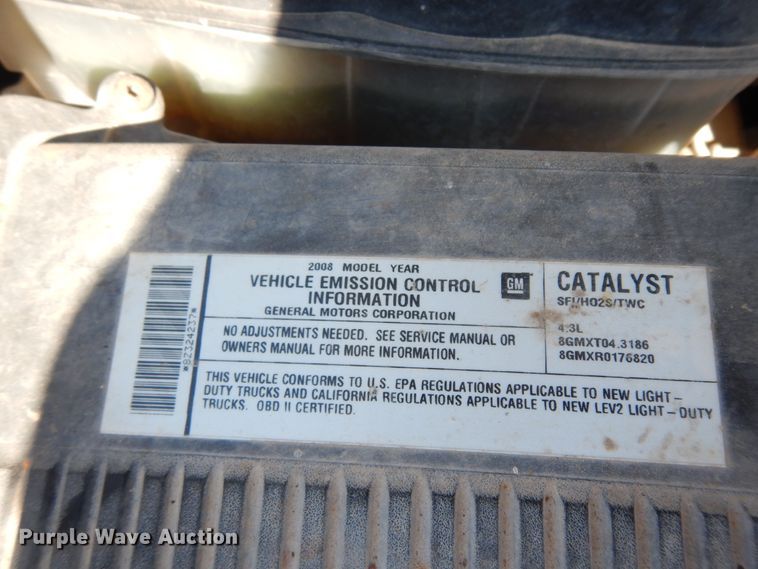 2008 MODEL YEAR
VEHICLE EMISSION CONTROL
INFORMATION
GENERAL MOTORS CORPORATION
GM
CATALYST
SFI/HO2S/TWC
*8Z324237*
NO ADJUSTMENTS NEEDED. SEE SERVICE MANUAL OR
OWNERS MANUAL FOR MORE INFORMATION.
4.3L
8GMXT04.3186
8GMXR0176820
THIS VEHICLE CONFORMS TO U.S. EPA REGULATIONS APPLICABLE TO NEW LIGHT-
DUTY TRUCKS AND CALIFORNIA REGULATIONS APPLICABLE TO NEW LEV2 LIGHT-DUTY
TRUCKS. OBD II CERTIFIED.
Purple Wave Auction